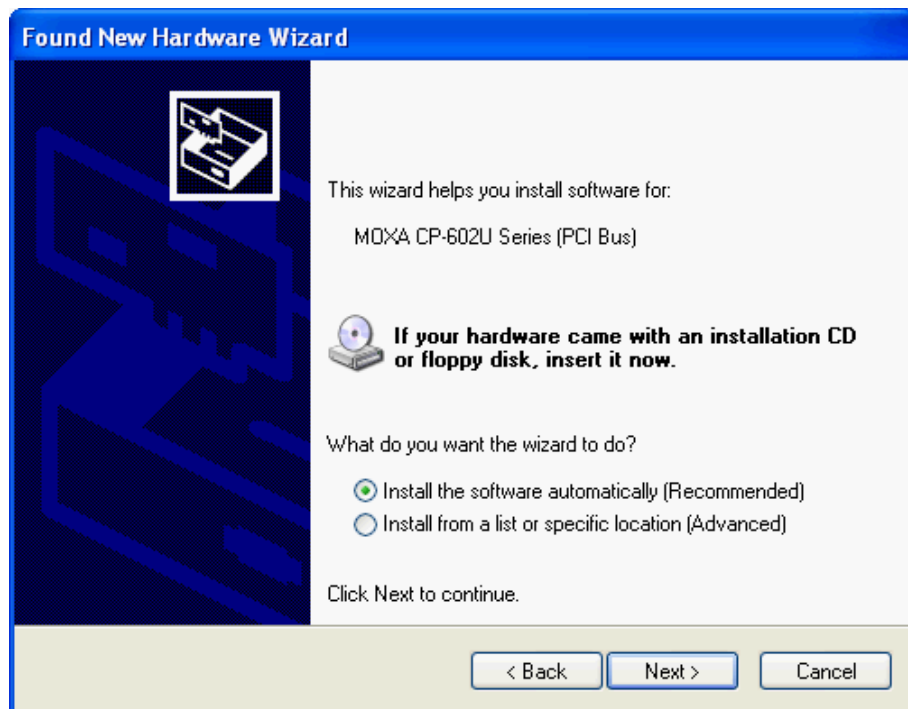 Found New Hardware Wizard
This wizard helps you install software for:
MOXA CP-602U Series (PCI Bus)
If your hardware came with an installation CD
or floppy disk, insert it now.
What do you want the wizard to do?
Install the software automatically (Recommended)
Install from a list or specific location (Advanced)
Click Next to continue.
< Back Next > Cancel